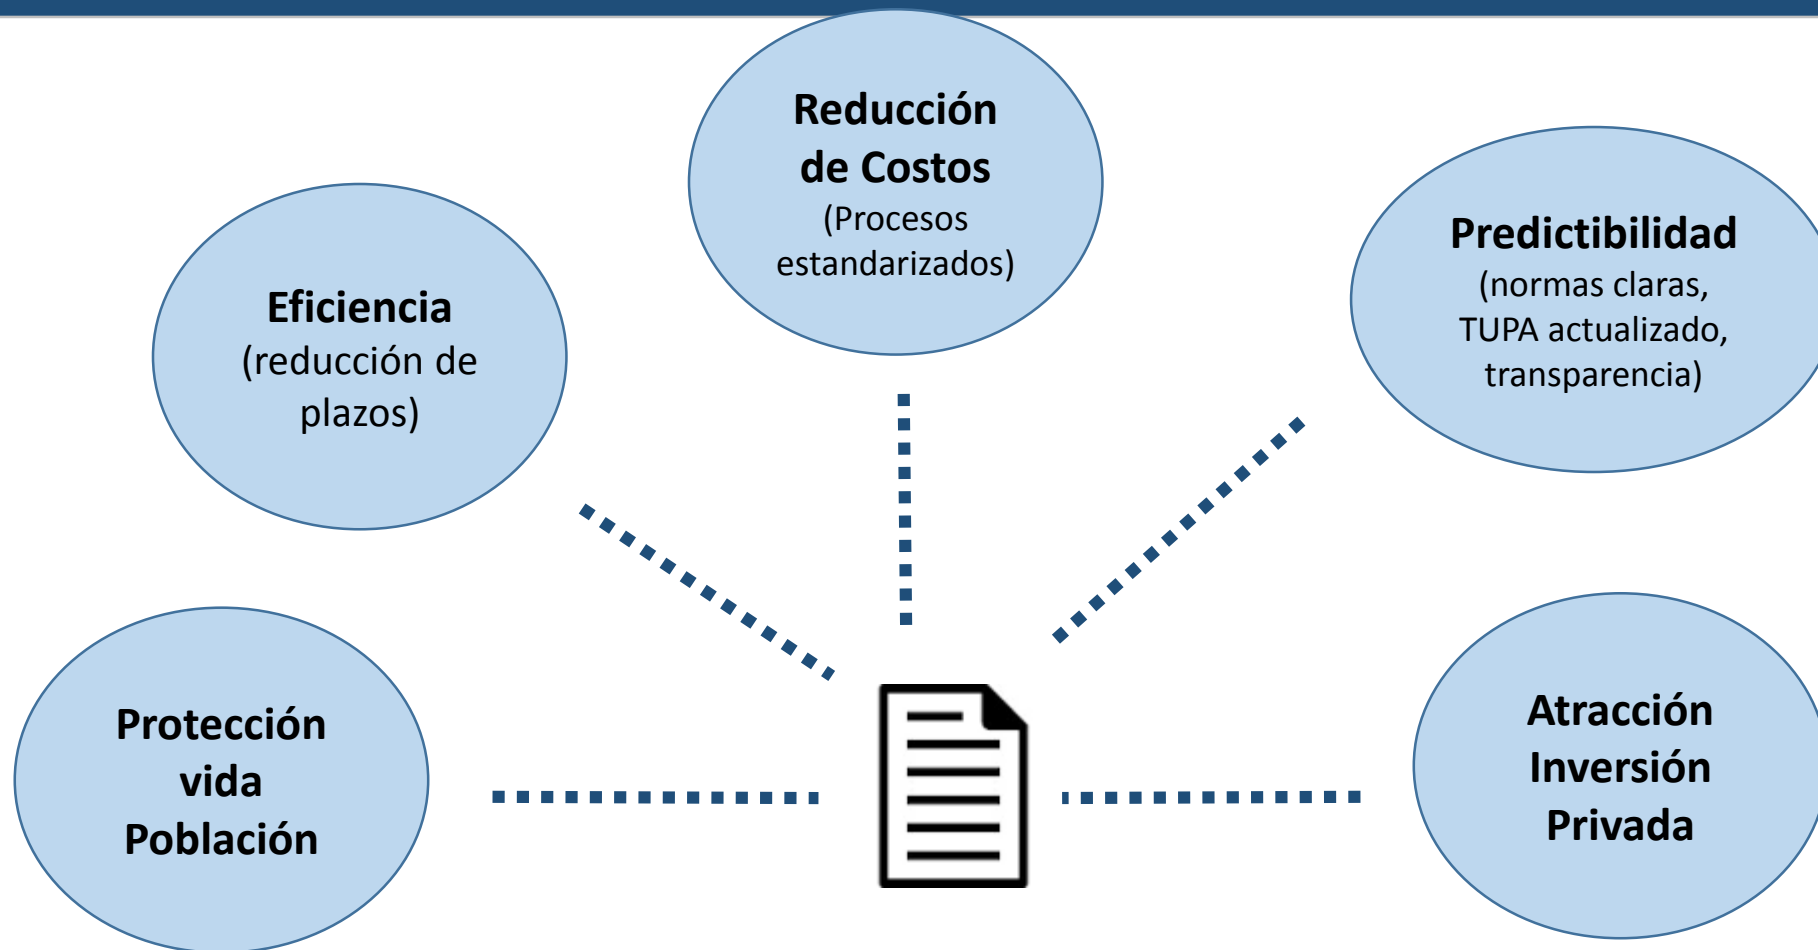 Reducción
de Costos
(Procesos
estandarizados)
Predictibilidad
(normas claras,
TUPA actualizado,
transparencia)
Eficiencia
(reducción de
plazos)
Protección
vida
Población
Atracción
Inversión
Privada